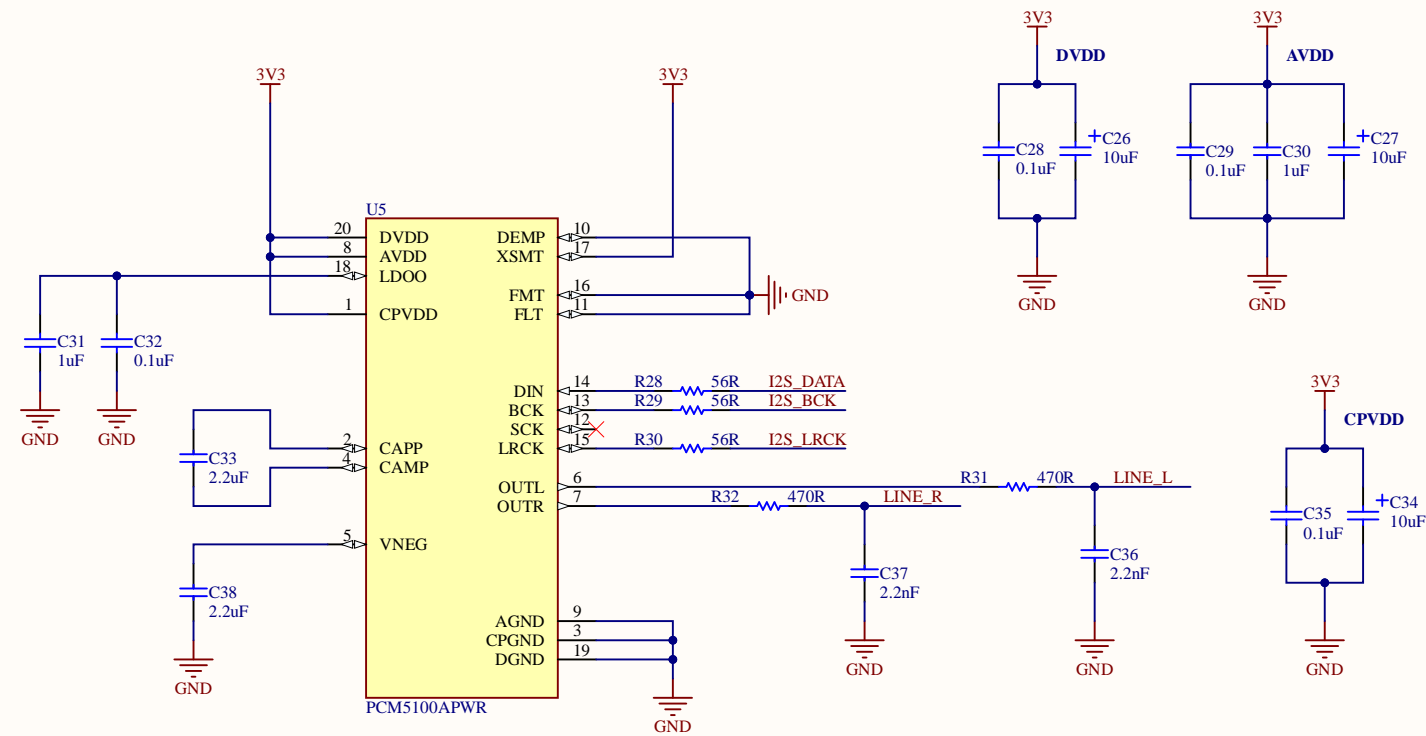 3V3
3V3
3V3
3V3
DVDD
AVDD
C28
0.1uF
C26
10uF
C29
0.1uF
C30
1uF
C27
10uF
GND
GND
U5
20
DVDD
8
AVDD
18
LDOO
1
CPVDD
2
CAPP
4
CAMP
5
VNEG
DEMP
10
XSMT
17
FMT
16
FLT
11
GND
DIN
14
R28
56R
I2S_DATA
BCK
13
R29
56R
I2S_BCK
SCK
12
LRCK
15
R30
56R
I2S_LRCK
OUTL
6
R31
470R
LINE_L
OUTR
7
R32
470R
LINE_R
AGND
9
CPGND
3
DGND
19
PCM5100APWR
C31
1uF
C32
0.1uF
GND
GND
C33
2.2uF
C38
2.2uF
GND
C37
2.2nF
C36
2.2nF
GND
GND
GND
3V3
CPVDD
C35
0.1uF
C34
10uF
GND